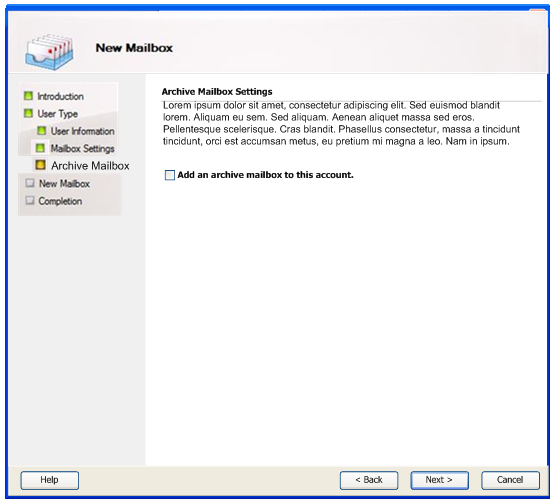 New Mailbox
Introduction
User Type
User Information
Mailbox Settings
Archive Mailbox
New Mailbox
Completion
Archive Mailbox Settings
Lorem ipsum dolor sit amet, consectetur adipiscing elit. Sed euismod blandit
lorem. Aliquam eu sem. Sed aliquam. Aenean aliquet massa sed eros.
Pellentesque scelerisque. Cras blandit. Phasellus consectetur, massa a tincidunt
tincidunt, orci est accumsan metus, eu pretium mi magna a leo. Nam in ipsum.
Add an archive mailbox to this account.
Help
< Back
Next >
Cancel